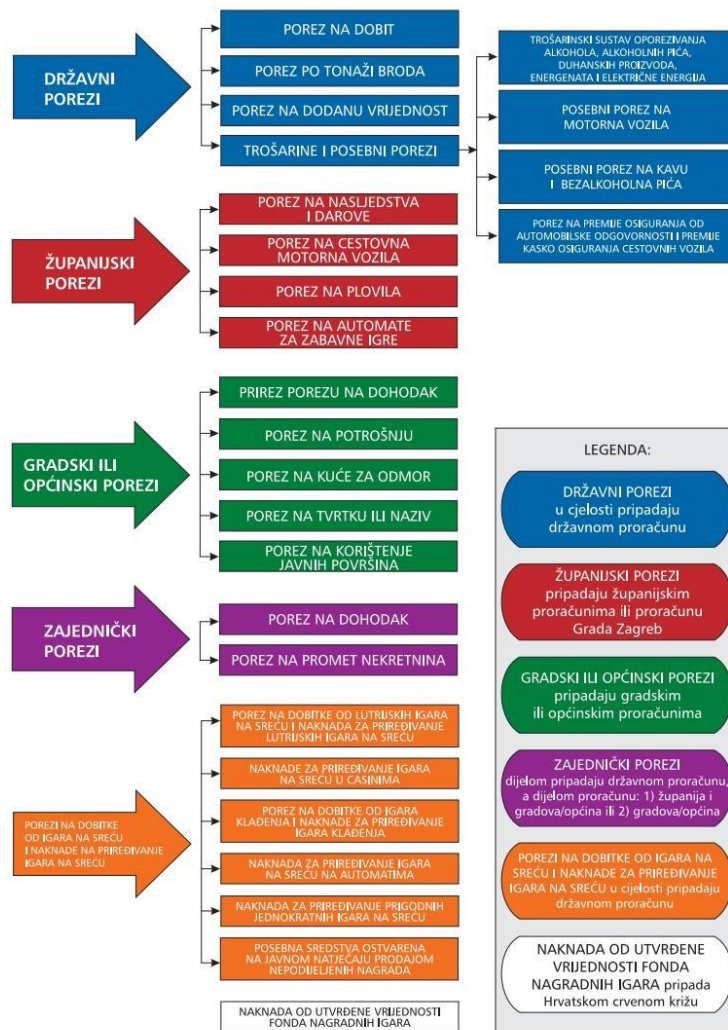 DRŽAVNI
POREZI
POREZ NA DOBIT
POREZ PO TONAŽI BRODA
POREZ NA DODANU VRIJEDNOST
TROŠARINE I POSEBNI POREZI
TROŠARINSKI SUSTAV OPOREZIVANJA
ALKOHOLA, ALKOHOLNIH PIĆA,
DUHANSKIH PROIZVODA,
ENERGENATA I ELEKTRIČNE ENERGIJA
POSEBNI POREZ NA
MOTORNA VOZILA
POSEBNI POREZ NA KAVU
I BEZALKOHOLNA PIĆA
POREZ NA PREMIJE OSIGURANJA OD
AUTOMOBILSKE ODGOVORNOSTI I PREMIJE
KASKO OSIGURANJA CESTOVNIH VOZILA
ŽUPANIJSKI
POREZI
POREZ NA NASLJEDSTVA
I DAROVE
POREZ NA CESTOVNA
MOTORNA VOZILA
POREZ NA PLOVILA
POREZ NA AUTOMATE
ZA ZABAVNE IGRE
GRADSKI ILI
OPĆINSKI POREZI
PRIREZ POREZU NA DOHODAK
POREZ NA POTROŠNJU
POREZ NA KUĆE ZA ODMOR
POREZ NA TVRTKU ILI NAZIV
POREZ NA KORIŠTENJE
JAVNIH POVRŠINA
ZAJEDNIČKI
POREZI
POREZ NA DOHODAK
POREZ NA PROMET NEKRETNINA
POREZI NA DOBITKE
OD IGARA NA SREĆU
I NAKNADE NA PRIREĐIVANJE
IGARA NA SREĆU
POREZ NA DOBITKE OD LUTRIJSKIH IGARA
NA SREĆU I NAKNADA ZA PRIREĐIVANJE
LUTRIJSKIH IGARA NA SREĆU
NAKNADE ZA PRIREĐIVANJE IGARA
NA SREĆU U CASINIMA
POREZ NA DOBITKE OD IGARA
KLAĐENJA I NAKNADE ZA PRIREĐIVANJE
IGARA KLAĐENJA
NAKNADA ZA PRIREĐIVANJE IGARA
NA SREĆU NA AUTOMATIMA
NAKNADA ZA PRIREĐIVANJE PRIGODNIH
JEDNOKRATNIH IGARA NA SREĆU
POSEBNA SREDSTVA OSTVARENA
NA JAVNOM NATJEČAJU PRODAJOM
NEPODIJELJENIH NAGRADA
NAKNADA OD UTVRĐENE VRIJEDNOSTI
FONDA NAGRADNIH IGARA
LEGENDA:
DRŽAVNI POREZI
u cjelosti pripadaju
državnom proračunu
ŽUPANIJSKI POREZI
pripadaju županijskim
proračunima ili proračunu
Grada Zagreb
GRADSKI ILI OPĆINSKI POREZI
pripadaju gradskim
ili općinskim proračunima
ZAJEDNIČKI POREZI
dijelom pripadaju državnom proračunu,
a dijelom proračunu: 1) županija i
gradova/općina ili 2) gradova/općina
POREZI NA DOBITKE OD IGARA NA
SREĆU I NAKNADE ZA PRIREĐIVANJE
IGARA NA SREĆU u cijelosti pripadaju
državnom proračunu
NAKNADA OD UTVRĐENE
VRIJEDNOSTI FONDA
NAGRADNIH IGARA pripada
Hrvatskom crvenom križu